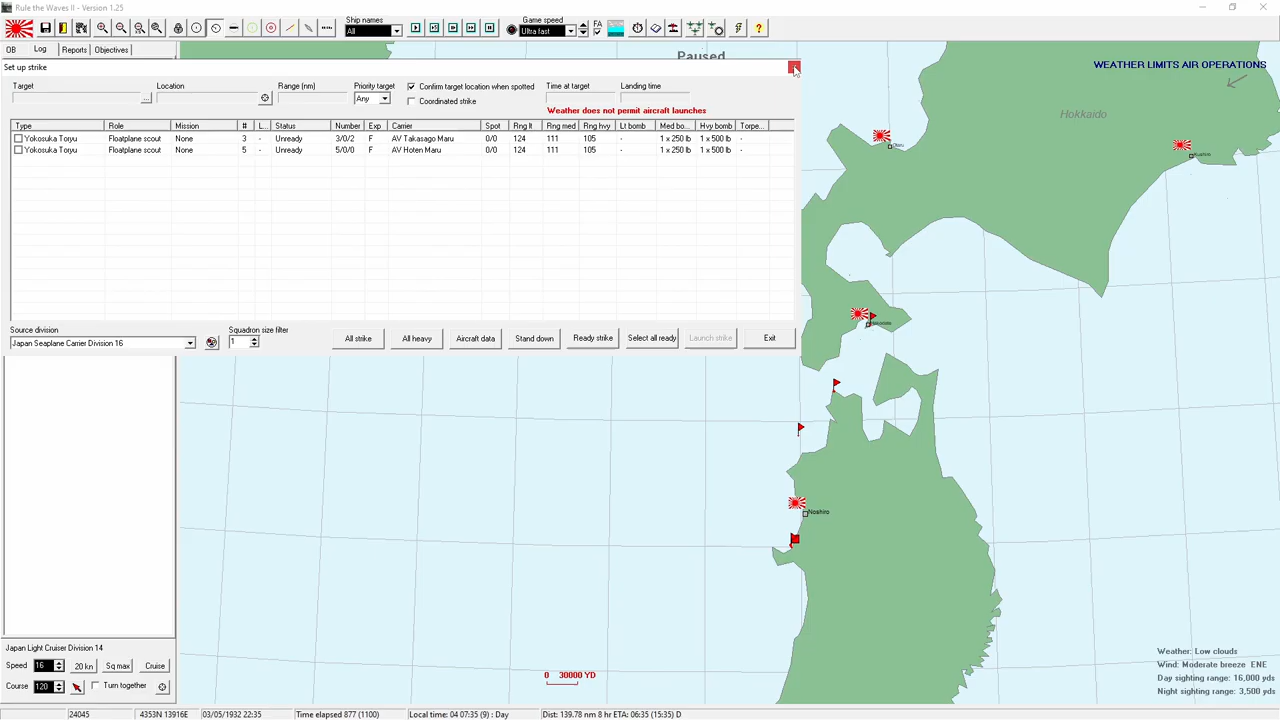 Rule the Waves II - Version 1.25
Ship names
All
Game speed
Ultra fast
FA
OB Log Reports Objectives
Paused
WEATHER LIMITS AIR OPERATIONS
Set up strike
Target Location Range (nm) Priority target Confirm target location when spotted Time at target Landing time
Any Coordinated strike
Weather does not permit aircraft launches
Type Role Mission # L... Status Number Exp Carrier Spot Rng lt Rng med Rng hvy Lt bomb Med bo... Hvy bomb Torpe...
Yokosuka Toryu Floatplane scout None 3 - Unready 3/0/2 F AV Takasago Maru 0/0 124 111 105 - 1 x 250 lb 1 x 500 lb -
Yokosuka Toryu Floatplane scout None 5 - Unready 5/0/0 F AV Hoten Maru 0/0 124 111 105 - 1 x 250 lb 1 x 500 lb -
Source division Squadron size filter
Japan Seaplane Carrier Division 16 1 All strike All heavy Aircraft data Stand down Ready strike Select all ready Launch strike Exit
Hokkaido
Otaru
Kushiro
Hakodate
Noshiro
Japan Light Cruiser Division 14
Speed 16 20 kn Sq max Cruise
Course 120 Turn together
0 30000 YD
Weather: Low clouds
Wind: Moderate breeze ENE
Day sighting range: 16,000 yds
Night sighting range: 3,500 yds
24045 4353N 13916E 03/05/1932 22:35 Time elapsed 877 (1100) Local time: 04 07:35 (9) : Day Dist: 139.78 nm 8 hr ETA: 06:35 (15:35) D